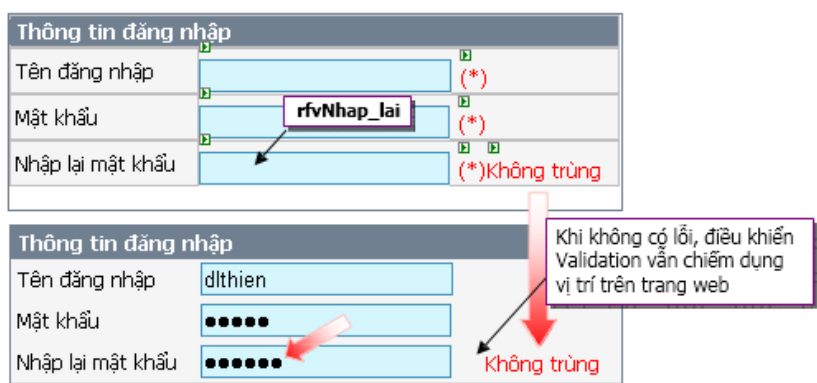 Thông tin đăng nhập
Tên đăng nhập
(*)
Mật khẩu
rfvNhap_lai
(*)
Nhập lại mật khẩu
(*)Không trùng
Thông tin đăng nhập
Khi không có lỗi, điều khiển
Validation vẫn chiếm dụng
vị trí trên trang web
Tên đăng nhập
dlthien
Mật khẩu
●●●●●
Nhập lại mật khẩu
●●●●●●
Không trùng